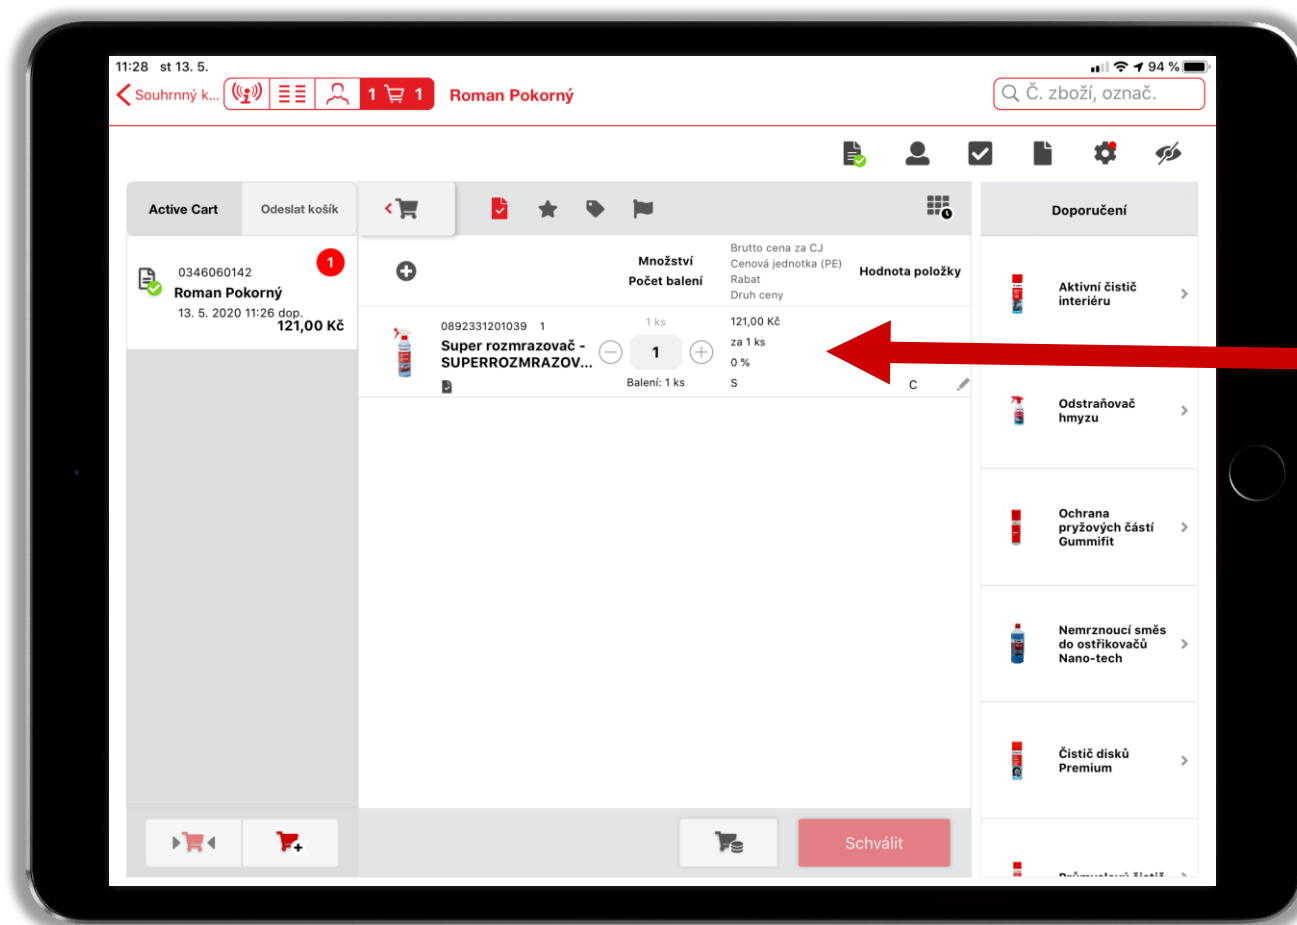 11:28 st 13. 5.
94 %
Souhrnný k...
1 1
Roman Pokorný
Č. zboží, označ.
Active Cart
Odeslat košík
Doporučení
0346060142
1
Roman Pokorný
13. 5. 2020 11:26 dop.
121,00 Kč
Množství
Počet balení
Brutto cena za CJ
Cenová jednotka (PE)
Rabat
Druh ceny
Hodnota položky
0892331201039 1
Super rozmrazovač -
SUPERROZMRAZOV...
1 ks
1
Balení: 1 ks
121,00 Kč
za 1 ks
0 %
S
C
Aktivní čistič
interiéru
Odstraňovač
hmyzu
Ochrana
pryžových částí
Gummifit
Nemrznoucí směs
do ostřikovačů
Nano-tech
Čistič disků
Premium
Schválit